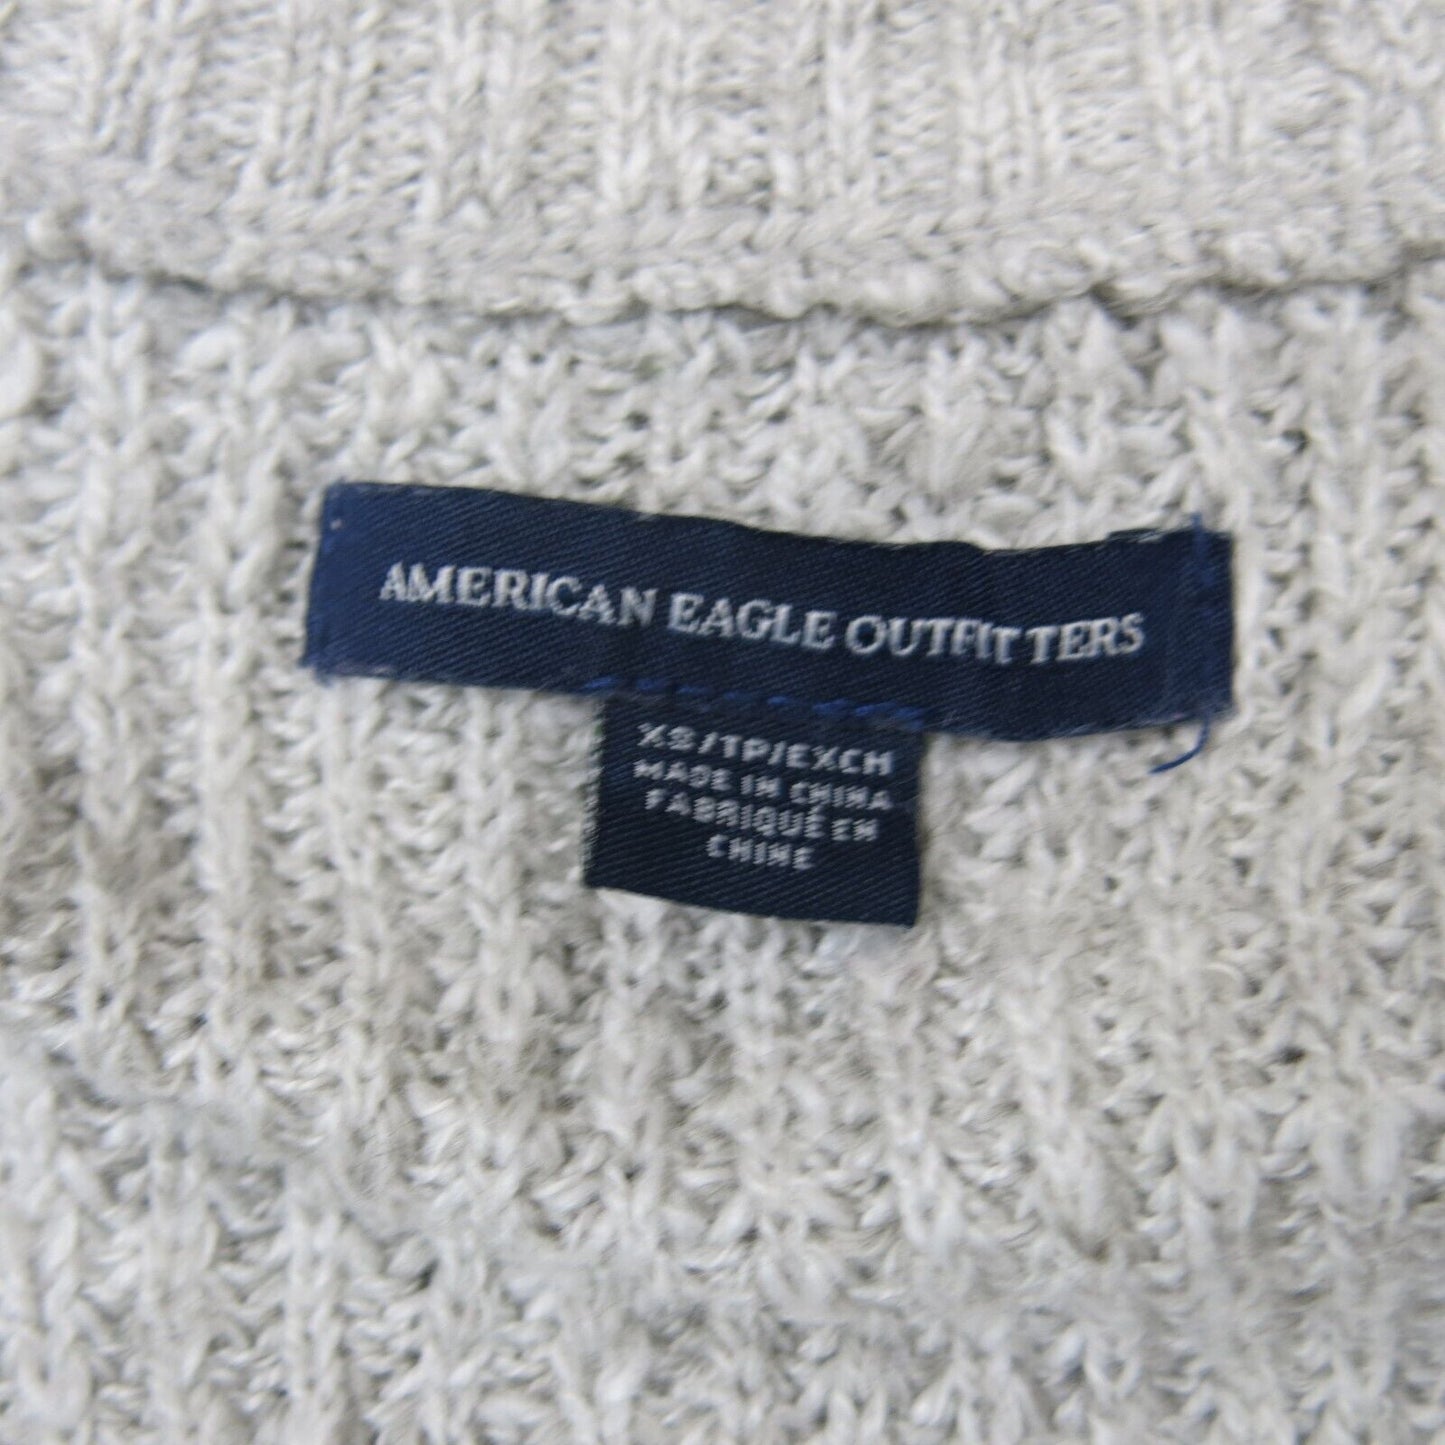 AMERICAN EAGLE OUTFITTERS
XS/TP/EXCH
MADE IN CHINA
FABRIQUÉ EN
CHINE